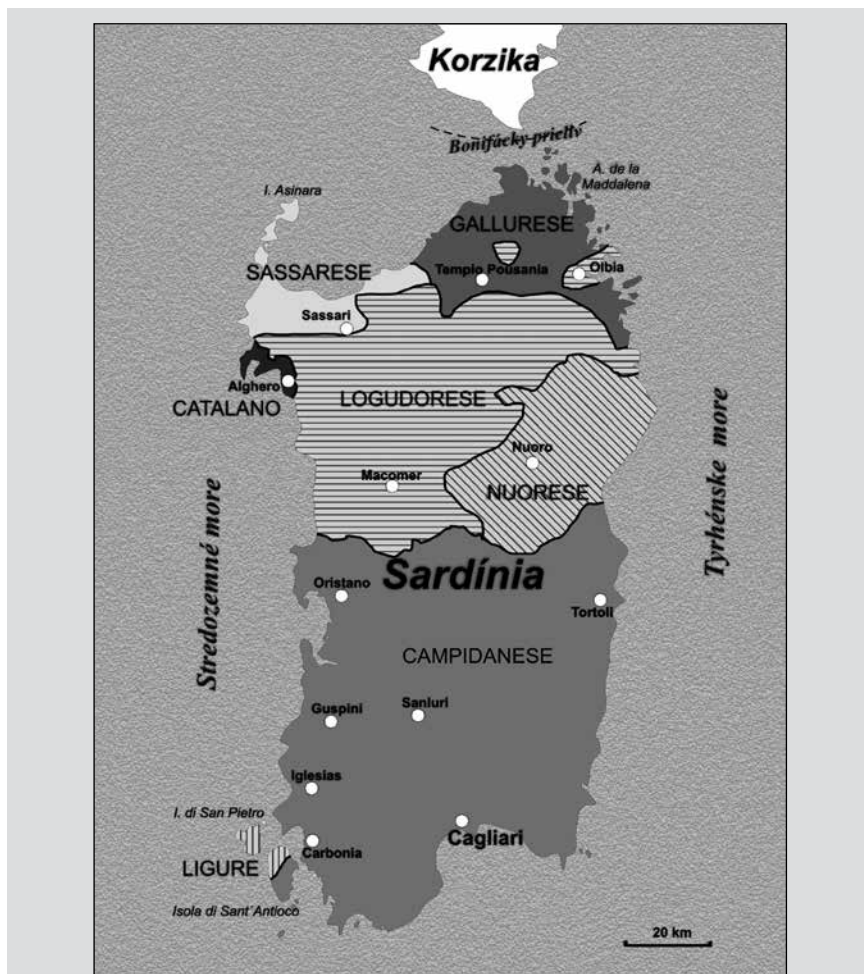 Korzika
Bonifácky prieliv
A. de la
Maddalena
I. Asinara
GALLURESE
SASSARESE
Templo Pousania
Olbia
Sassari
Alghero
CATALANO
LOGUDORESE
Nuoro
Macomer
NUORESE
Stredozemné more
Tyrhénske more
Sardínia
Oristano
Tortoli
CAMPIDANESE
Guspini
Sanluri
Iglesias
I. di San Pietro
Carbonia
Cagliari
LIGURE
Isola di Sant´Antioco
20 km